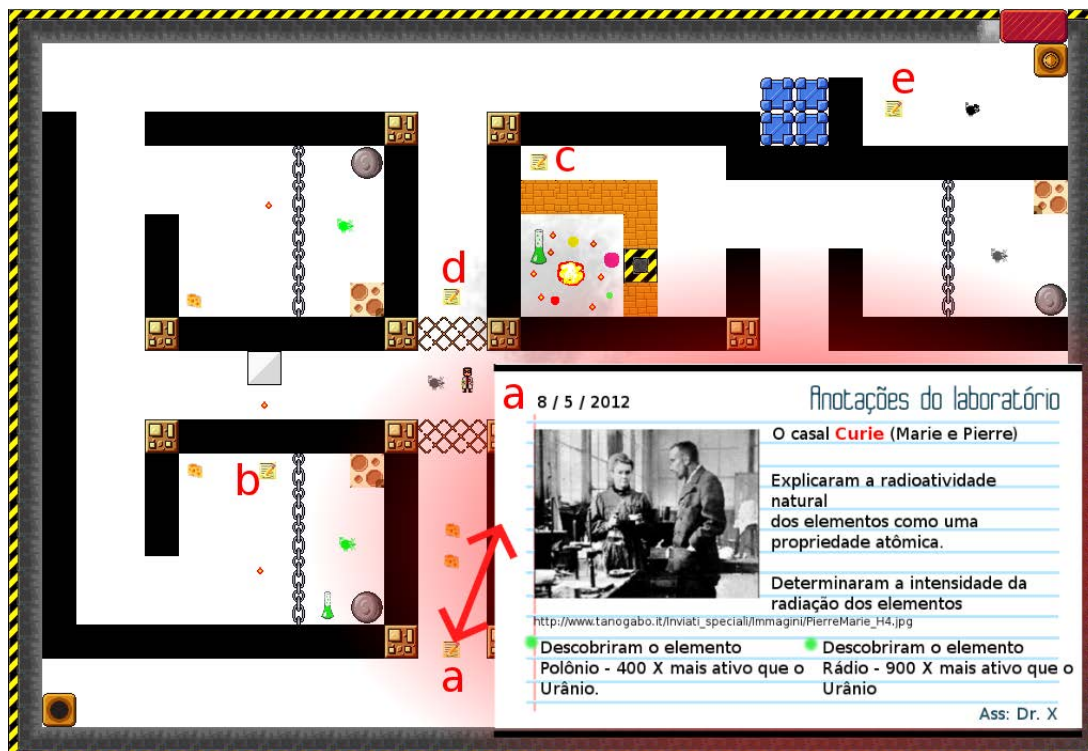 e
c
d
a
8 / 5 / 2012
Anotações do laboratório
O casal Curie (Marie e Pierre)
Explicaram a radioatividade
natural
dos elementos como uma
propriedade atômica.
Determinaram a intensidade da
radiação dos elementos
http://www.tanogabo.it/Inviati_speciali/Immagini/PierreMarie_H4.jpg
Descobriram o elemento
Polônio - 400 X mais ativo que o
Urânio.
Descobriram o elemento
Rádio - 900 X mais ativo que o
Urânio
Ass: Dr. X
b
a